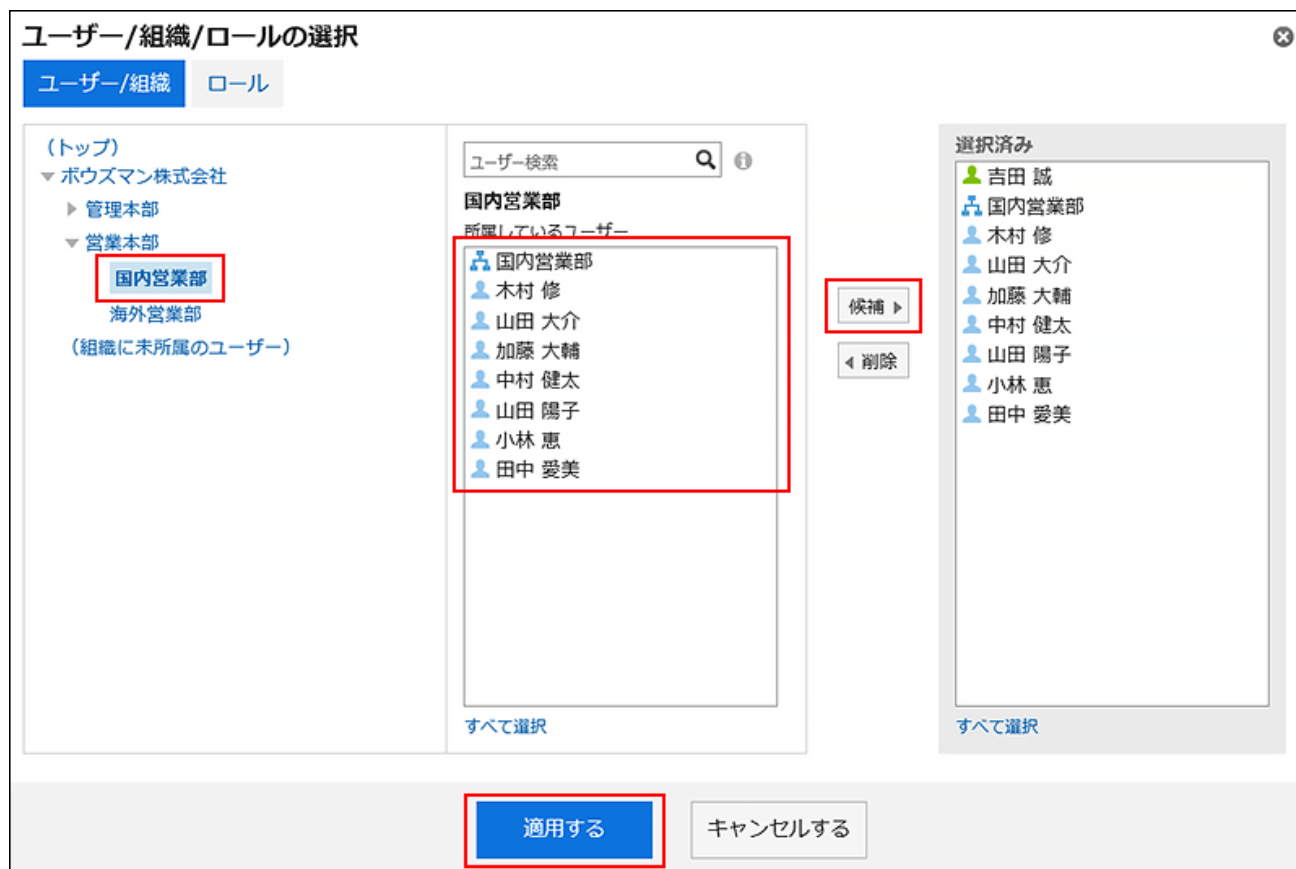 ユーザー/組織/ロールの選択
ユーザー/組織
ロール
(トップ)
ボウズマン株式会社
管理本部
営業本部
国内営業部
海外営業部
(組織に未所属のユーザー)
ユーザー検索
国内営業部
所属しているユーザー
国内営業部
木村 修
山田 大介
加藤 大輔
中村 健太
山田 陽子
小林 恵
田中 愛美
すべて選択
候補
削除
選択済み
吉田 誠
国内営業部
木村 修
山田 大介
加藤 大輔
中村 健太
山田 陽子
小林 恵
田中 愛美
すべて選択
適用する
キャンセルする